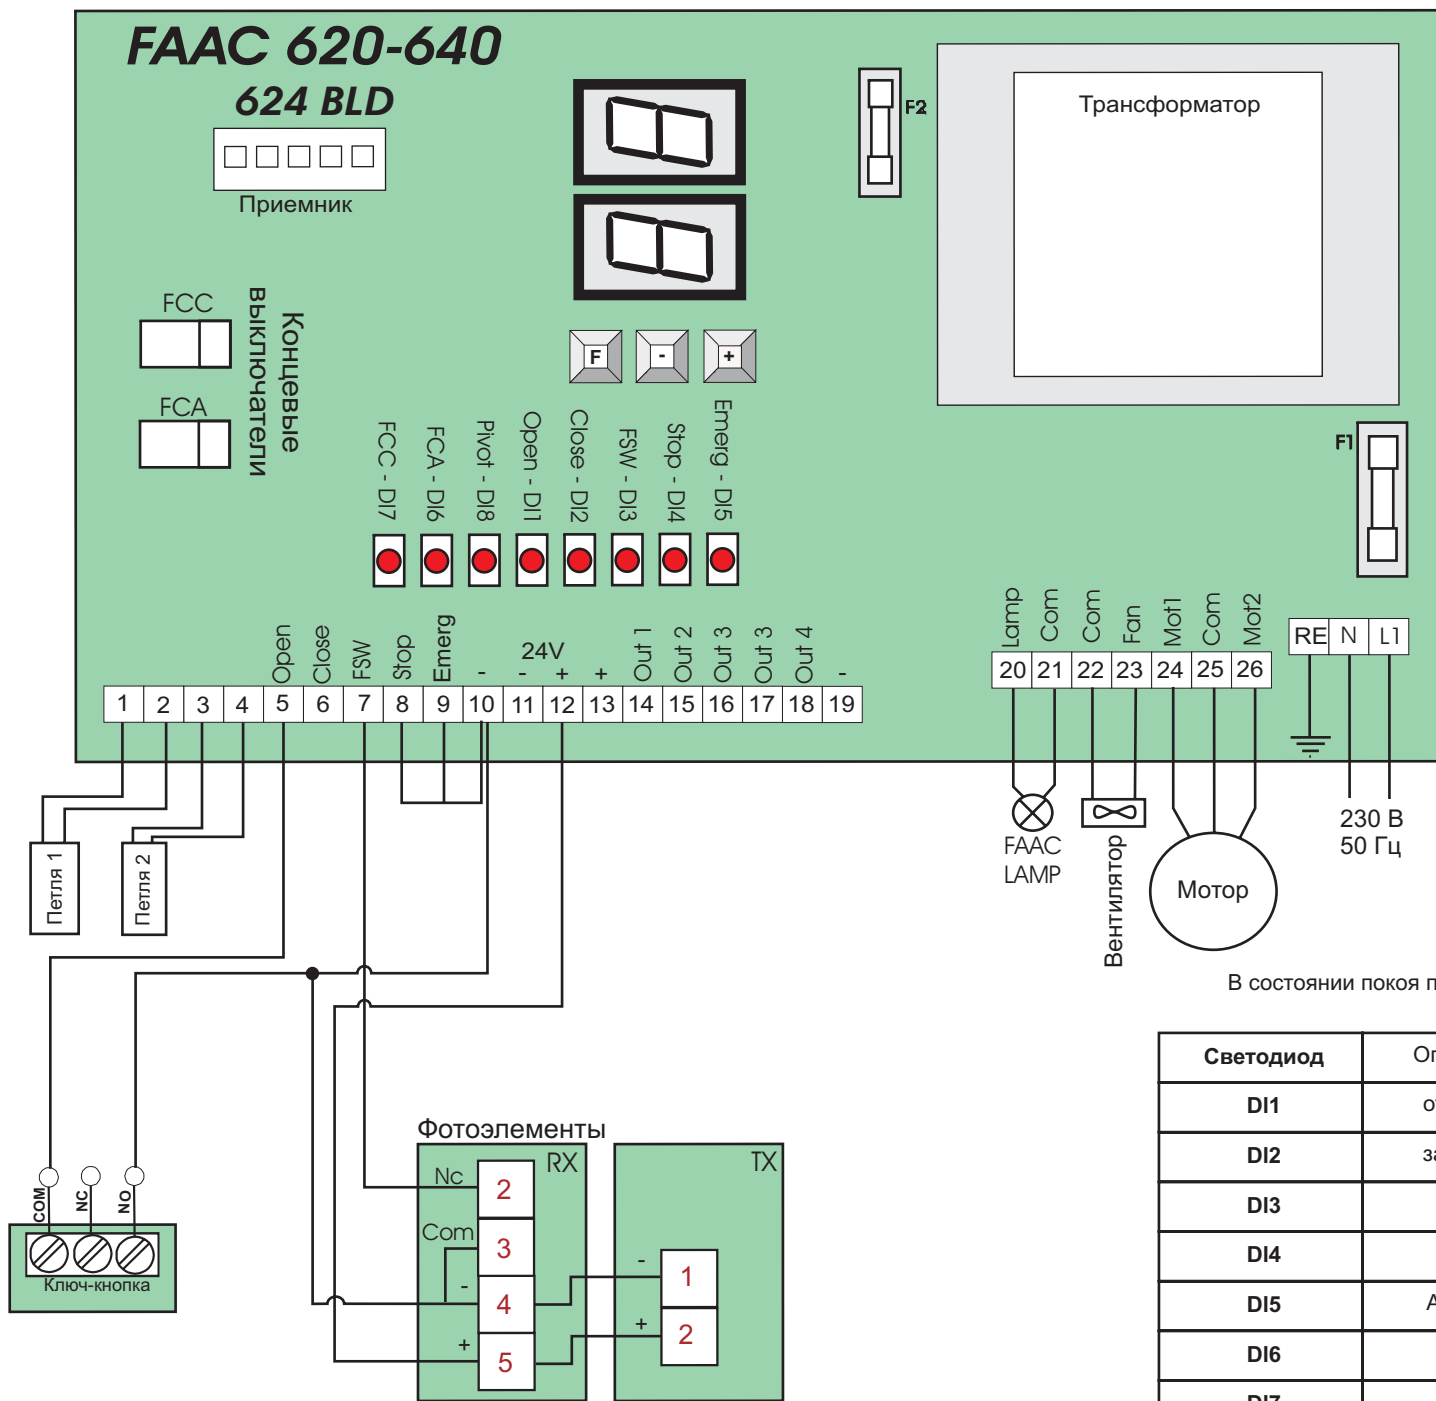 FAAC 620-640
624 BLD
Приемник
F2
Трансформатор
FCC
FCA
Концевые
выключатели
F
-
+
F1
FCC - DI7
FCA - DI6
Pivot - DI8
Open - DI1
Close - DI2
FSW - DI3
Stop - DI4
Emerg - DI5
Open
Close
FSW
Stop
Emerg
-
24V
-
+
+
Out 1
Out 2
Out 3
Out 3
Out 4
-
1 2 3 4 5 6 7 8 9 10 11 12 13 14 15 16 17 18 19
Lamp
Com
Com
Fan
Mot1
Com
Mot2
20 21 22 23 24 25 26
RE N L1
Петля 1
Петля 2
FAAC
LAMP
Вентилятор
Мотор
230 В
50 Гц
В состоянии покоя п
Светодиод
DI1
DI2
DI3
DI4
DI5
DI6
DI7
Фотоэлементы
RX
TX
Nc
2
Com
3
-
4
+
5
-
1
+
2
COM
NC
NO
Ключ-кнопка